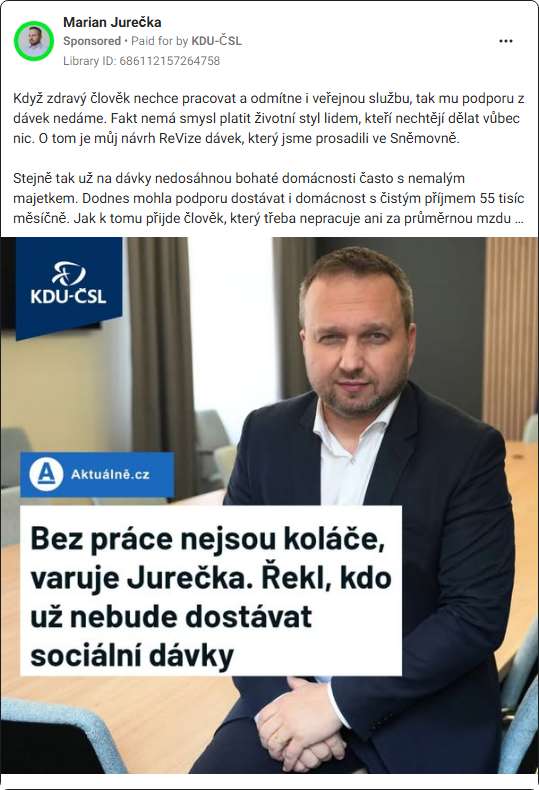 Marian Jurečka
Sponsored • Paid for by KDU-ČSL
Library ID: 686112157264758
Když zdravý člověk nechce pracovat a odmítne i veřejnou službu, tak mu podporu z
dávek nedáme. Fakt nemá smysl platit životní styl lidem, kteří nechtějí dělat vůbec
nic. O tom je můj návrh ReVize dávek, který jsme prosadili ve Sněmovně.
Stejně tak už na dávky nedosáhnou bohaté domácnosti často s nemalým
majetkem. Dodnes mohla podporu dostávat i domácnost s čistým příjmem 55 tisíc
měsíčně. Jak k tomu přijde člověk, který třeba nepracuje ani za průměrnou mzdu ...
KDU-ČSL
Aktuálně.cz
Bez práce nejsou koláče,
varuje Jurečka. Řekl, kdo
už nebude dostávat
sociální dávky